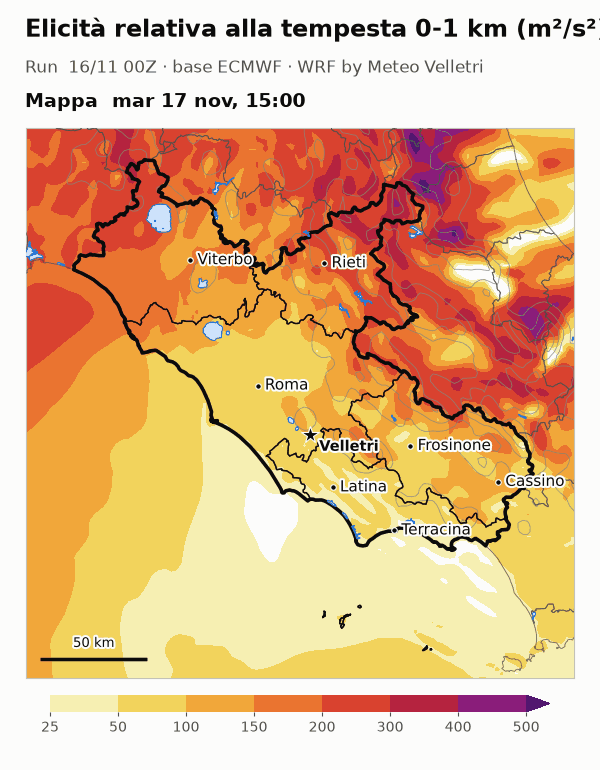 Elicità relativa alla tempesta 0-1 km (m²/s²)
Run  16/11 00Z · base ECMWF · WRF by Meteo Velletri
Mappa  mar 17 nov, 15:00
Viterbo
Rieti
Roma
Velletri
Frosinone
Cassino
Latina
Terracina
50 km
25 50 100 150 200 300 400 500